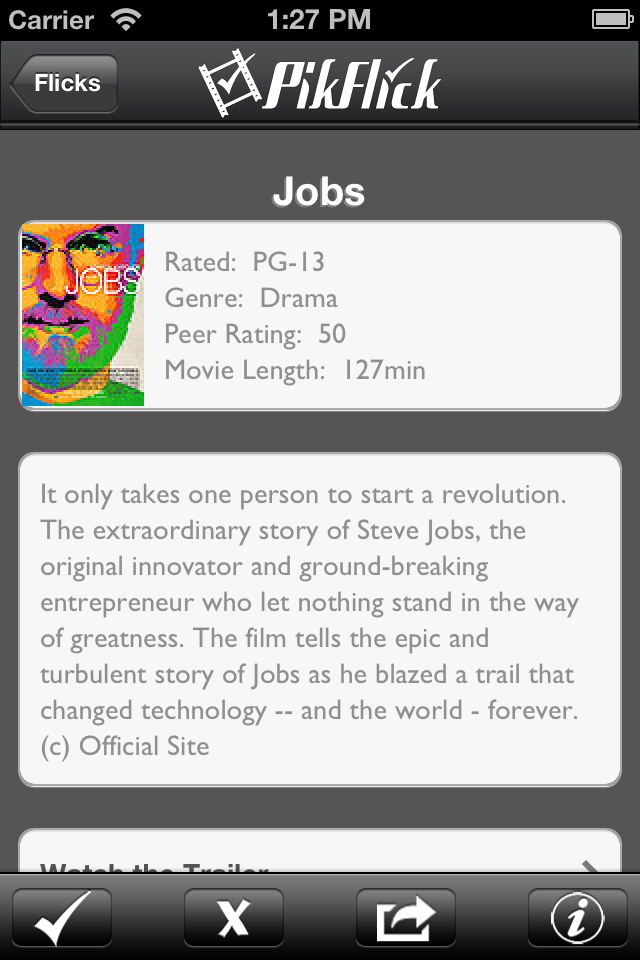 Carrier 1:27 PM
Flicks PikFlick
Jobs
JOBS
Rated: PG-13
Genre: Drama
Peer Rating: 50
Movie Length: 127min
It only takes one person to start a revolution.
The extraordinary story of Steve Jobs, the
original innovator and ground-breaking
entrepreneur who let nothing stand in the way
of greatness. The film tells the epic and
turbulent story of Jobs as he blazed a trail that
changed technology -- and the world - forever.
(c) Official Site
Watch the Trailer